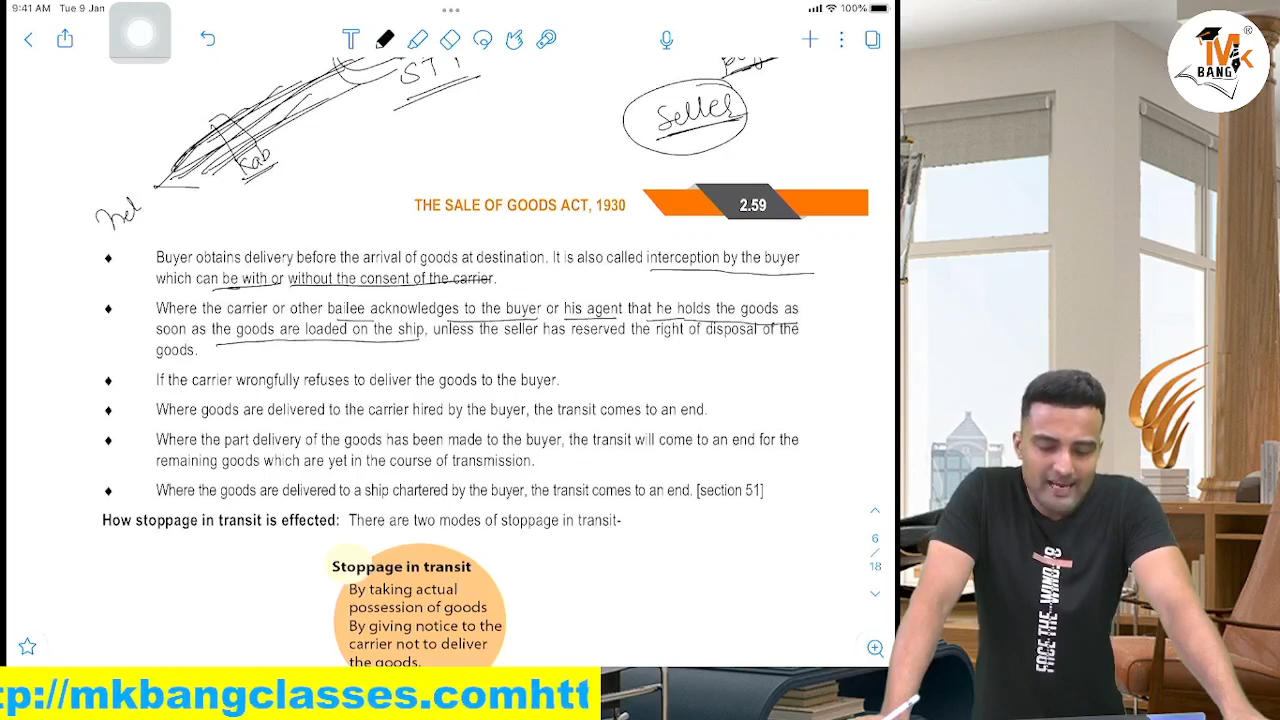 9:41 AM Tue 9 Jan
100%
T
STP
Seller
MK
BANG
®
Rab
Del
THE SALE OF GOODS ACT, 1930
2.59
Buyer obtains delivery before the arrival of goods at destination. It is also called interception by the buyer
which can be with or without the consent of the carrier.
Where the carrier or other bailee acknowledges to the buyer or his agent that he holds the goods as
soon as the goods are loaded on the ship, unless the seller has reserved the right of disposal of the
goods.
If the carrier wrongfully refuses to deliver the goods to the buyer.
Where goods are delivered to the carrier hired by the buyer, the transit comes to an end.
Where the part delivery of the goods has been made to the buyer, the transit will come to an end for the
remaining goods which are yet in the course of transmission.
Where the goods are delivered to a ship chartered by the buyer, the transit comes to an end. [section 51]
How stoppage in transit is effected: There are two modes of stoppage in transit-
6
/
18
Stoppage in transit
By taking actual
possession of goods
By giving notice to the
carrier not to deliver
the goods.
FACE THE WIND
tp://mkbangclasses.comhtt